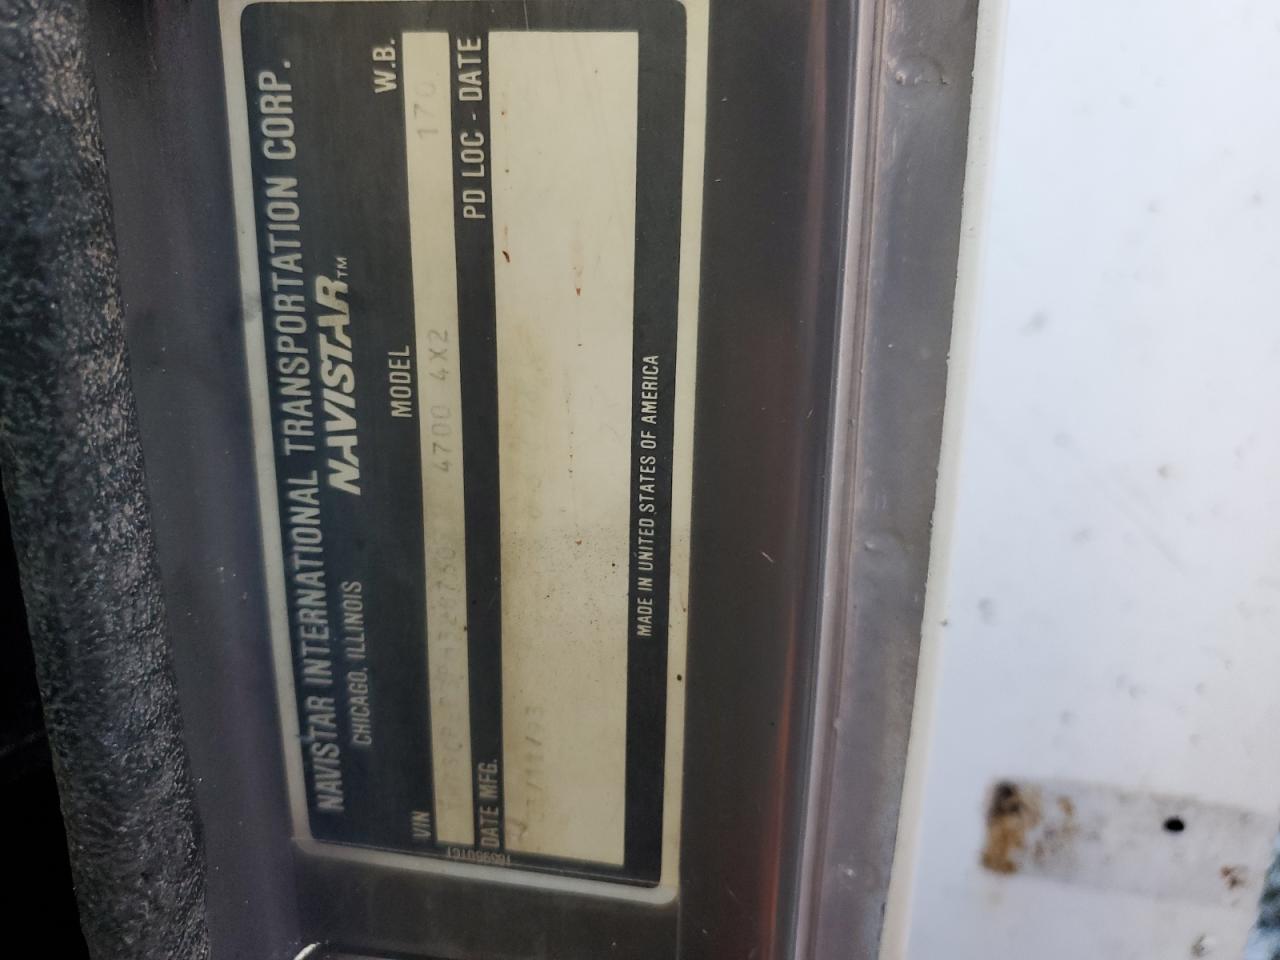 NAVISTAR INTERNATIONAL TRANSPORTATION CORP.
CHICAGO, ILLINOIS NAVISTAR™
VIN MODEL W.B.
4700 4X2 170
DATE MFG. PD LOC - DATE
MADE IN UNITED STATES OF AMERICA